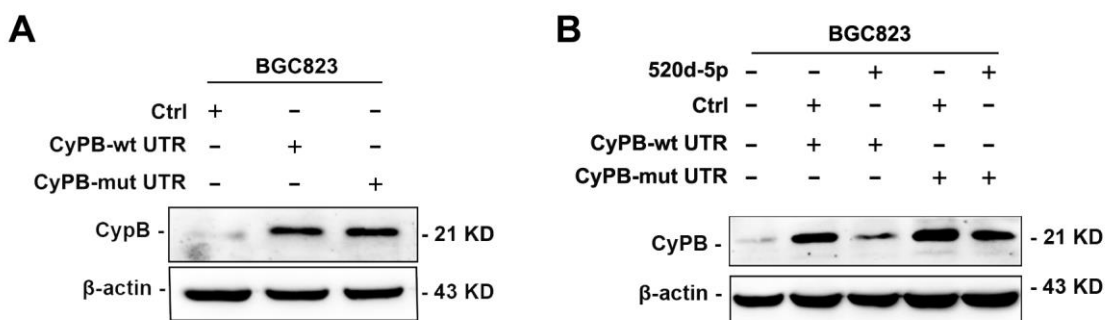 A
BGC823
Ctrl + - -
CyPB-wt UTR - + -
CyPB-mut UTR - - +
CypB - - 21 KD
β-actin - - 43 KD
B
BGC823
520d-5p - - + - +
Ctrl - + - + -
CyPB-wt UTR - + + - -
CyPB-mut UTR - - - + +
CyPB - - 21 KD
β-actin - - 43 KD